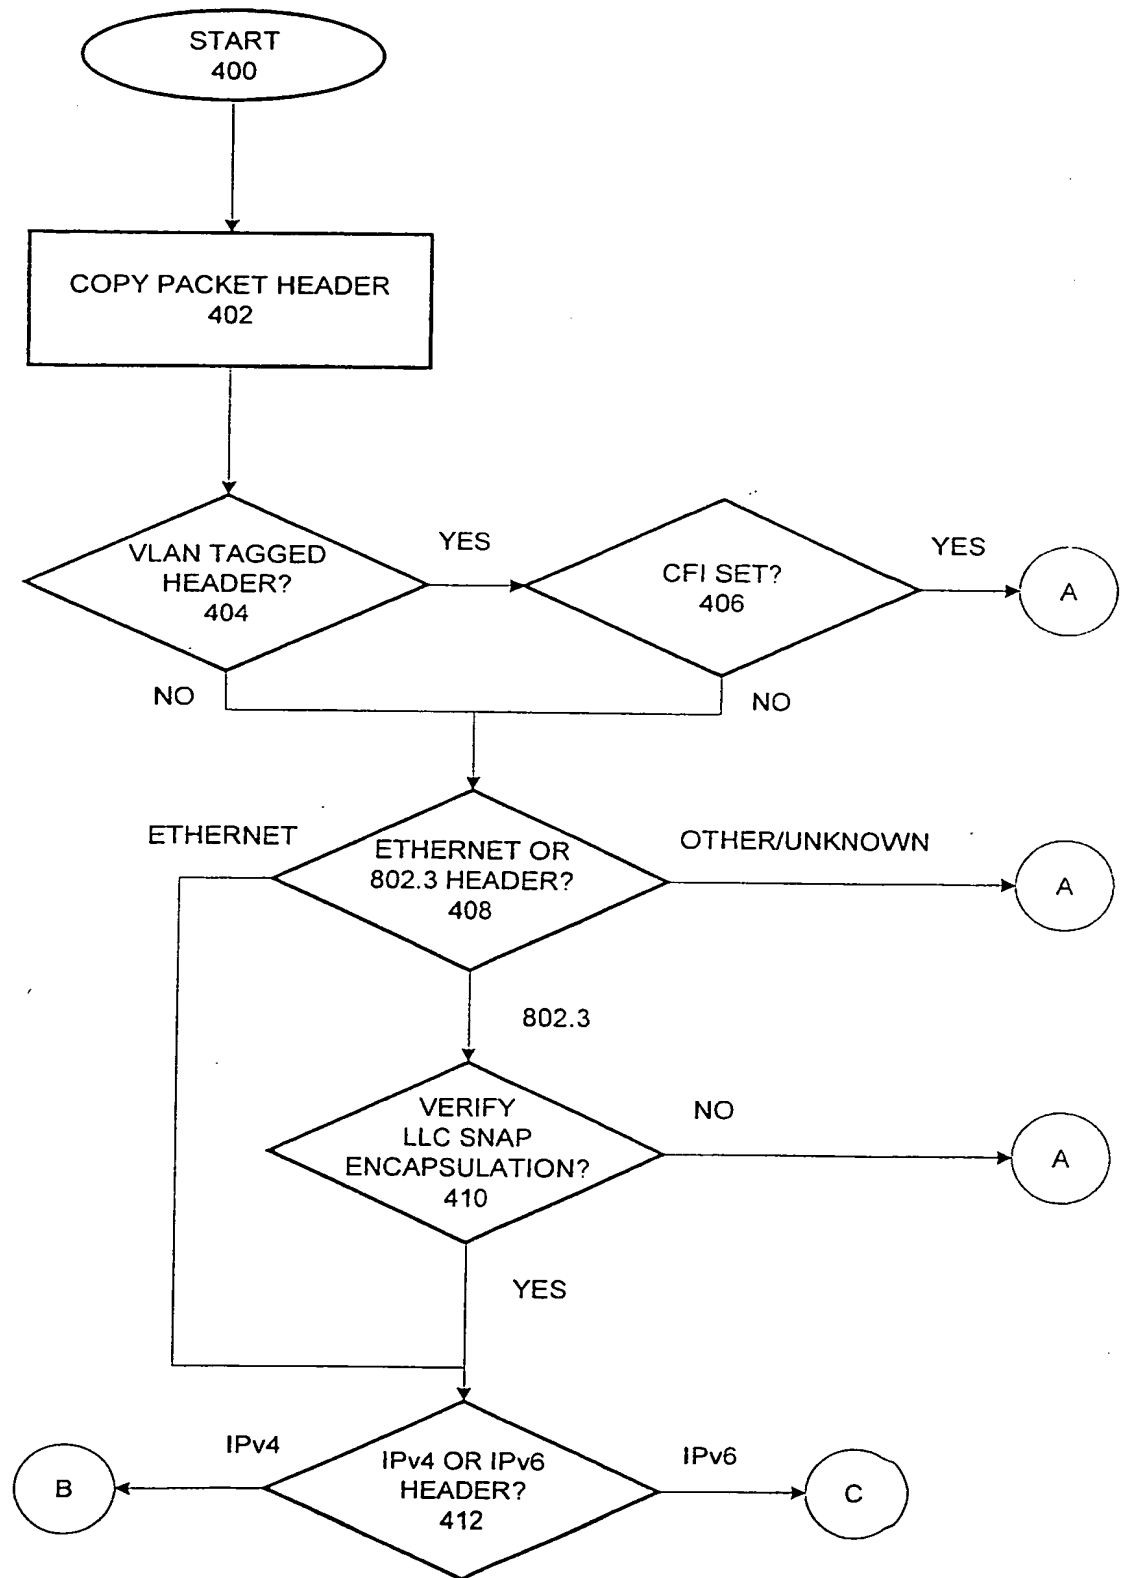 START
400
COPY PACKET HEADER
402
VLAN TAGGED
HEADER?
404
YES
CFI SET?
406
YES
A
NO
NO
ETHERNET
ETHERNET OR
802.3 HEADER?
408
OTHER/UNKNOWN
A
802.3
VERIFY
LLC SNAP
ENCAPSULATION?
410
NO
A
YES
IPv4
B
IPv4 OR IPv6
HEADER?
412
IPv6
C